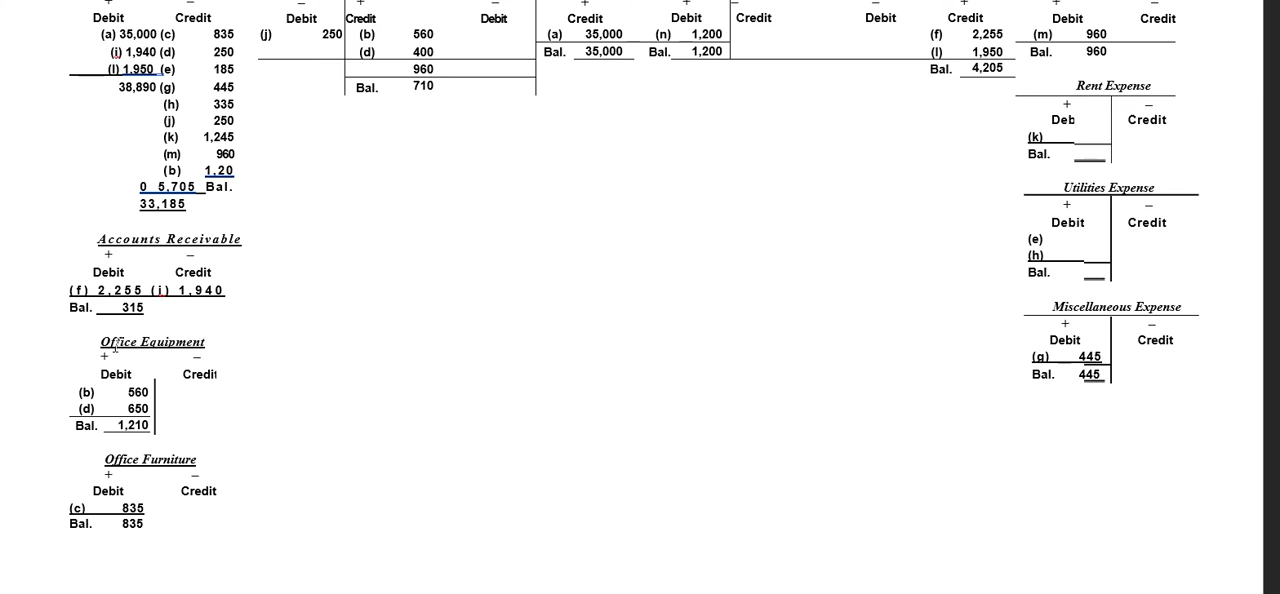 + − − + − + − + − + −
Debit Credit Debit Credit Debit Credit Debit Credit Debit Credit Debit Credit
(a) 35,000 (c) 835 (j) 250 (b) 560 (a) 35,000 (n) 1,200 (f) 2,255 (m) 960
(i) 1,940 (d) 250 (d) 400 Bal. 35,000 Bal. 1,200 (l) 1,950 Bal. 960
(l) 1,950 (e) 185 960 Bal. 4,205
38,890 (g) 445 Bal. 710
(h) 335
(j) 250
(k) 1,245
(m) 960
(b) 1,20
0 5,705 Bal.
33,185
Accounts Receivable
+ −
Debit Credit
(f) 2,255 (i) 1,940
Bal. 315
Office Equipment
+ −
Debit Credit
(b) 560
(d) 650
Bal. 1,210
Office Furniture
+ −
Debit Credit
(c) 835
Bal. 835
Rent Expense
+ −
Deb Credit
(k)
Bal.
Utilities Expense
+ −
Debit Credit
(e)
(h)
Bal.
Miscellaneous Expense
+ −
Debit Credit
(g) 445
Bal. 445